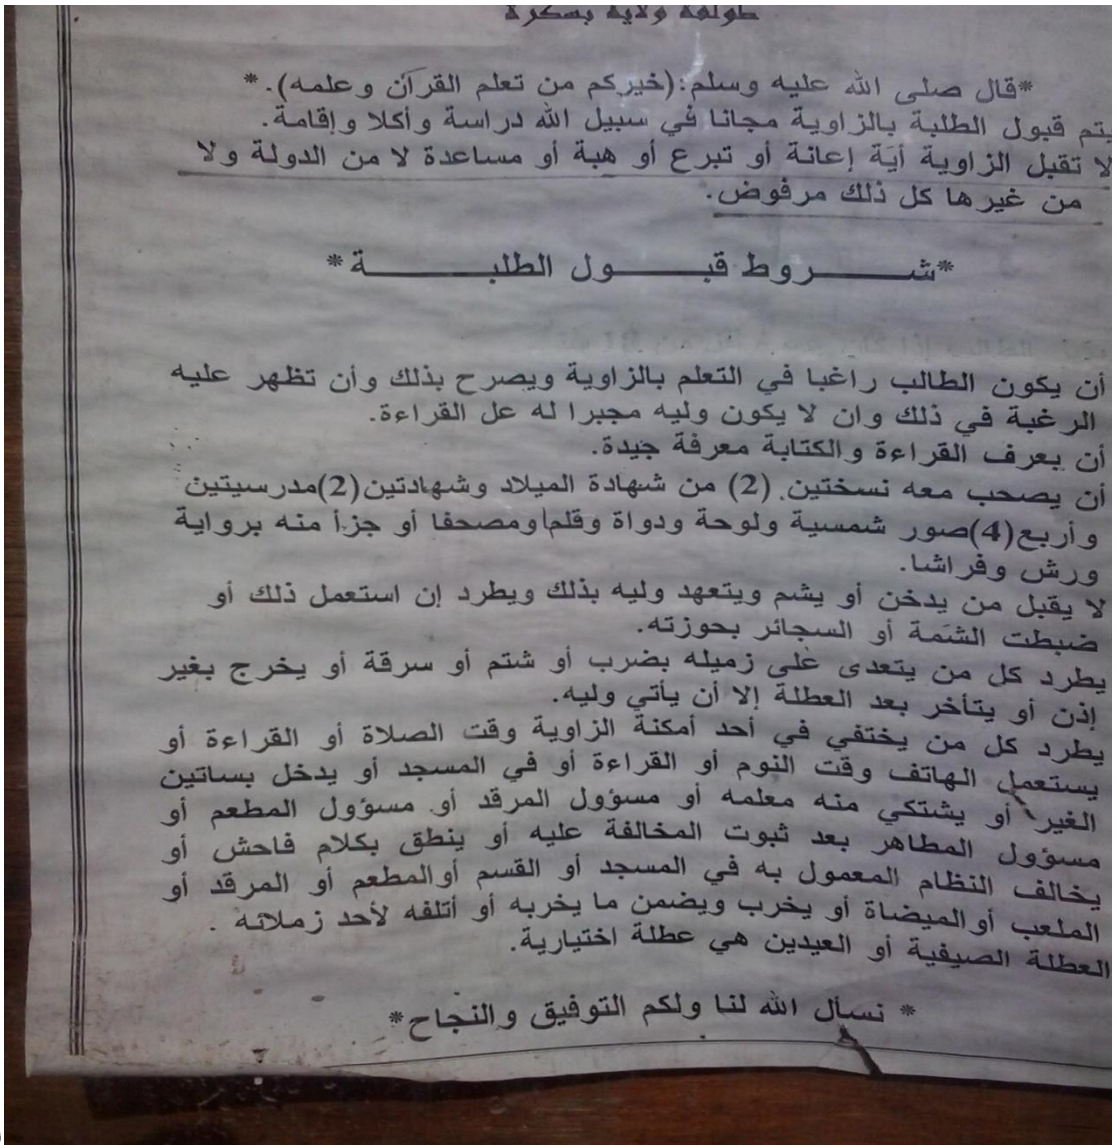 طولقة ولاية بسكرة
*قال صلى الله عليه وسلم:(خيركم من تعلم القرآن وعلمه).*
يتم قبول الطلبة بالزاوية مجانا في سبيل الله دراسة وأكلا وإقامة.
لا تقبل الزاوية أيَة إعانة أو تبرع أو هبة أو مساعدة لا من الدولة ولا
من غيرها كل ذلك مرفوض.
*شـــروط قبـــول الطلبـــة*
أن يكون الطالب راغبا في التعلم بالزاوية ويصرح بذلك وأن تظهر عليه
الرغبة في ذلك وان لا يكون وليه مجبرا له عل القراءة.
أن يعرف القراءة والكتابة معرفة جيدة.
أن يصحب معه نسختين (2) من شهادة الميلاد وشهادتين(2)مدرسيتين
وأربع(4)صور شمسية ولوحة ودواة وقلما ومصحفا أو جزأ منه برواية
ورش وفراشا.
لا يقبل من يدخن أو يشم ويتعهد وليه بذلك ويطرد إن استعمل ذلك أو
ضبطت الشَمة أو السجائر بحوزته.
يطرد كل من يتعدى على زميله بضرب أو شتم أو سرقة أو يخرج بغير
إذن أو يتأخر بعد العطلة إلا أن يأتي وليه.
يطرد كل من يختفي في أحد أمكنة الزاوية وقت الصلاة أو القراءة أو
يستعمل الهاتف وقت النوم أو القراءة أو في المسجد أو يدخل بساتين
الغير أو يشتكي منه معلمه أو مسؤول المرقد أو مسؤول المطعم أو
مسؤول المطاهر بعد ثبوت المخالفة عليه أو ينطق بكلام فاحش أو
يخالف النظام المعمول به في المسجد أو القسم أوالمطعم أو المرقد أو
الملعب أوالميضاة أو يخرب ويضمن ما يخربه أو أتلفه لأحد زملائه .
العطلة الصيفية أو العيدين هي عطلة اختيارية.
* نسأل الله لنا ولكم التوفيق والنجاح*